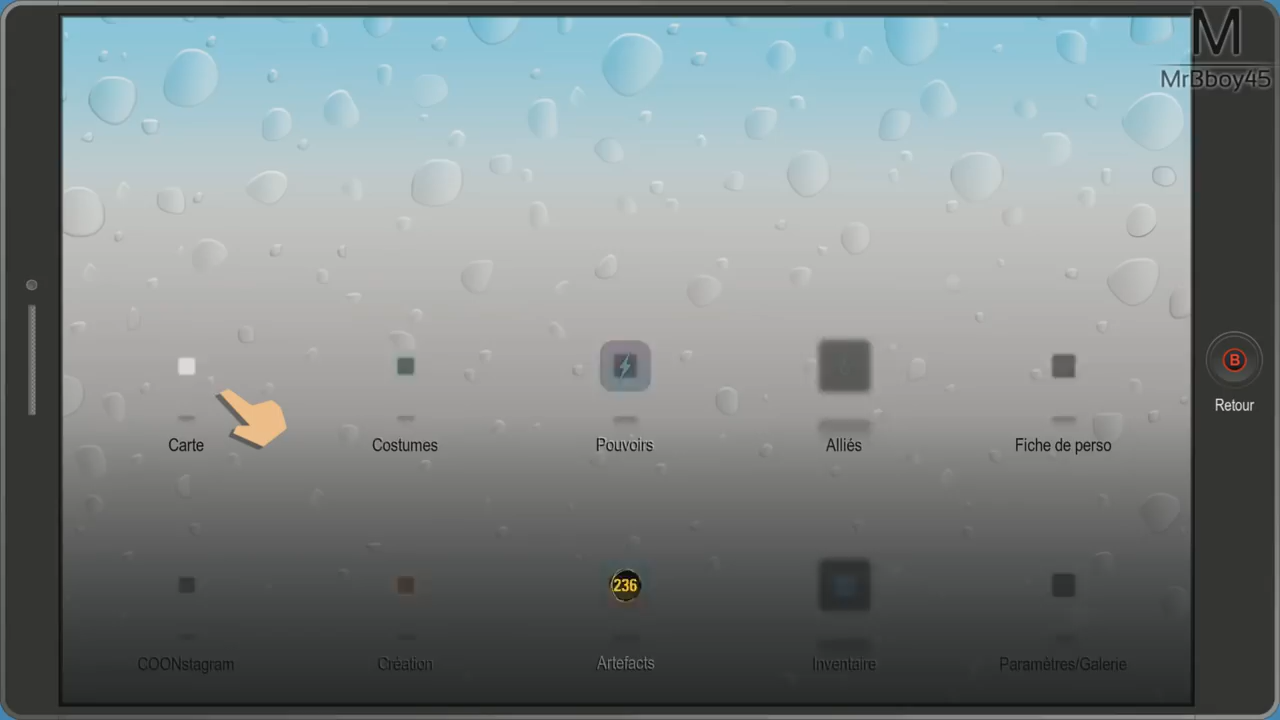 M
MrBboy45
B
Retour
Carte
Costumes
Pouvoirs
Alliés
Fiche de perso
236
COONstagram
Création
Artefacts
Inventaire
Paramètres/Galerie